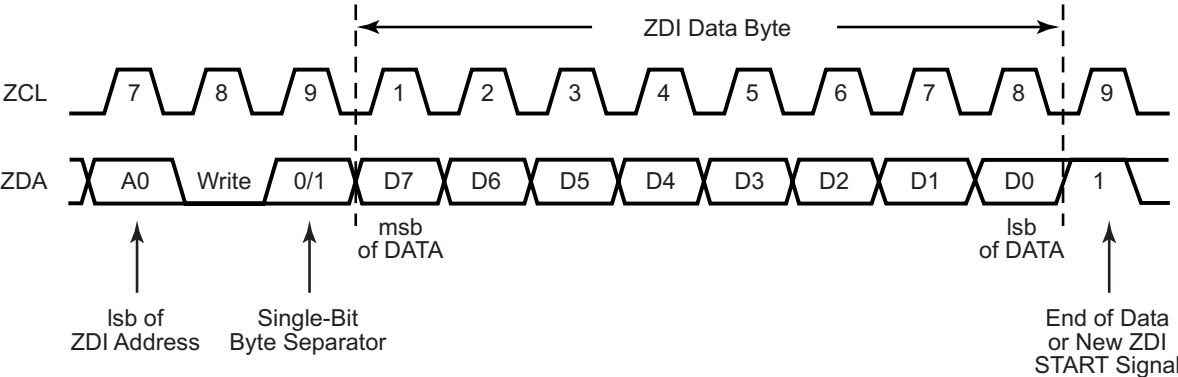 ZDI Data Byte
ZCL 7 8 9 1 2 3 4 5 6 7 8 9
ZDA A0 Write 0/1 D7 D6 D5 D4 D3 D2 D1 D0 1
msb
of DATA
lsb
of DATA
lsb of
ZDI Address
Single-Bit
Byte Separator
End of Data
or New ZDI
START Signal